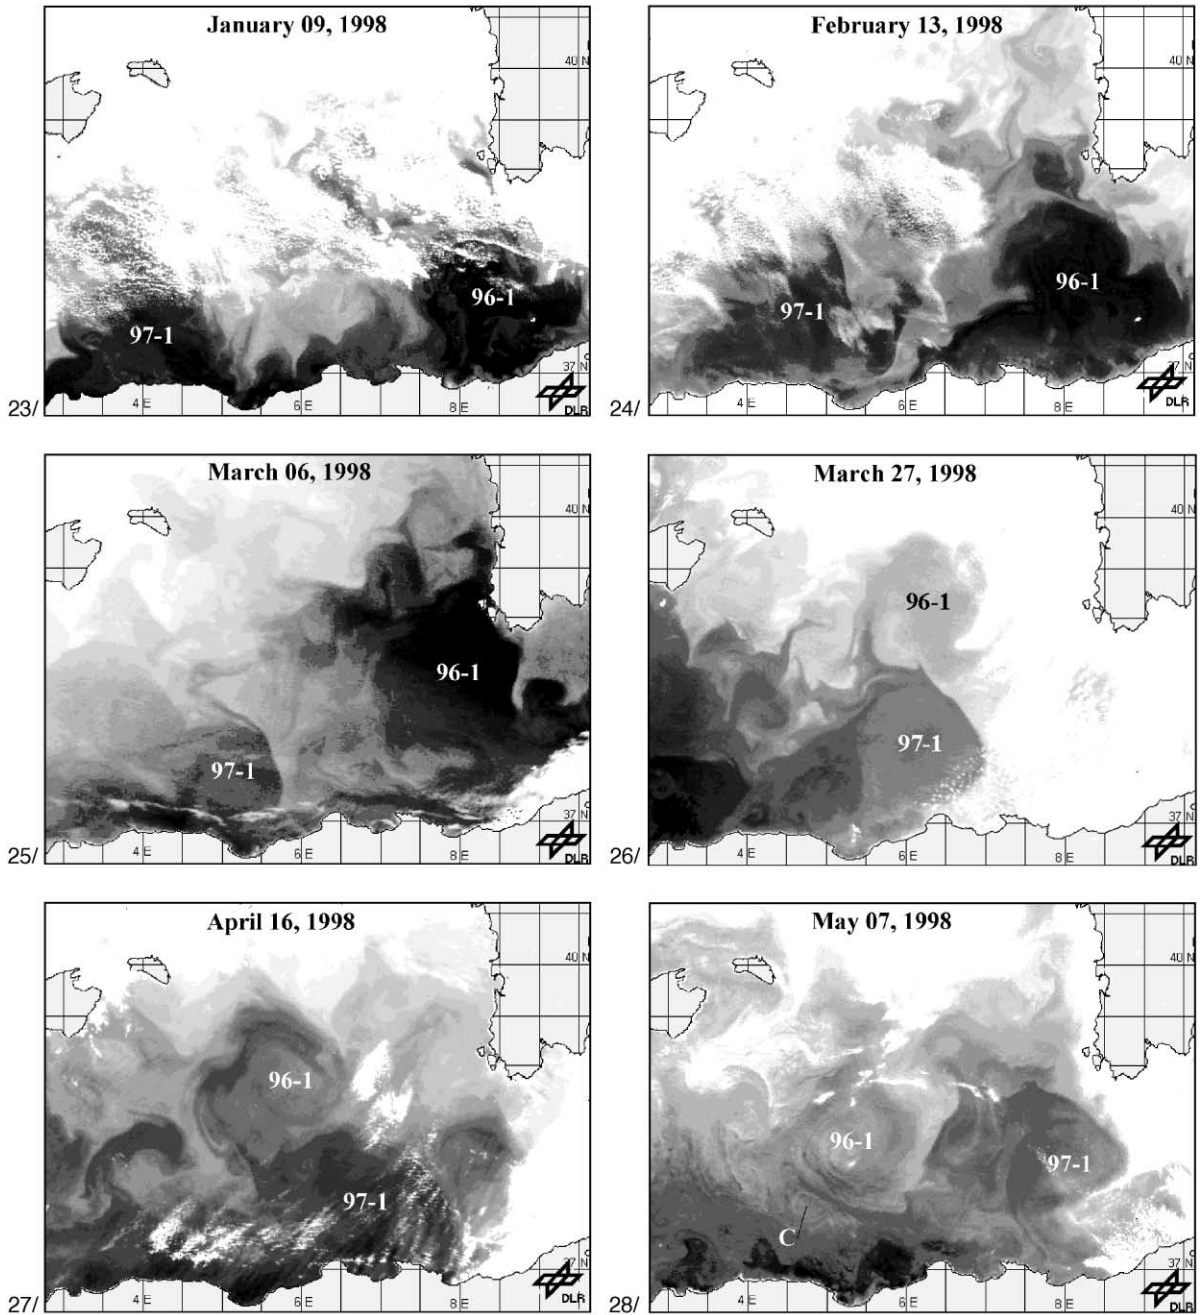 January 09, 1998
40 N
96-1
97-1
37 N
4 E
6 E
8 E
DLR
23/
February 13, 1998
40 N
96-1
97-1
37 N
4 E
6 E
8 E
DLR
24/
March 06, 1998
40 N
96-1
97-1
37 N
4 E
6 E
8 E
DLR
25/
March 27, 1998
40 N
96-1
97-1
37 N
4 E
6 E
8 E
DLR
26/
April 16, 1998
40 N
96-1
97-1
37 N
4 E
6 E
8 E
DLR
27/
May 07, 1998
40 N
96-1
97-1
C
37 N
4 E
6 E
8 E
DLR
28/